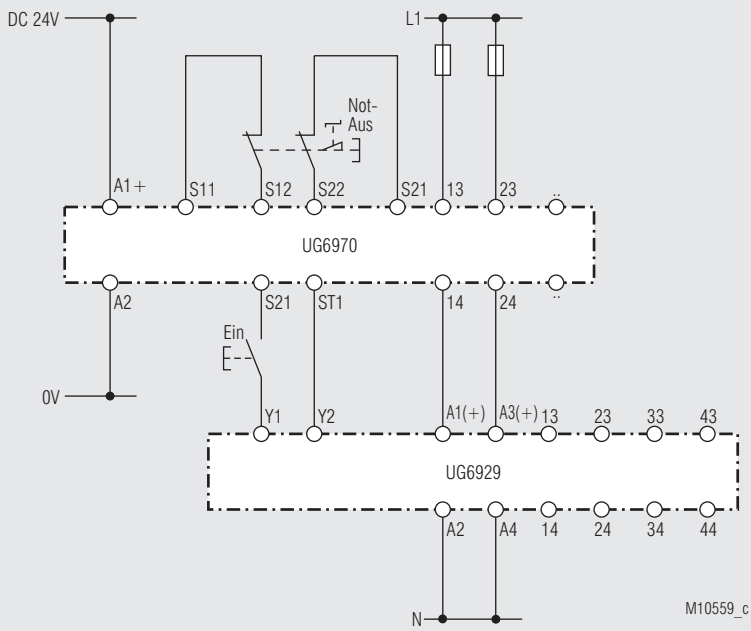 DC 24V
L1
Not-
Aus
A1+
S11
S12
S22
S21
13
23
..
UG6970
A2
S21
ST1
14
24
..
Ein
0V
Y1
Y2
A1(+)
A3(+)
13
23
33
43
UG6929
A2
A4
14
24
34
44
N
M10559_c